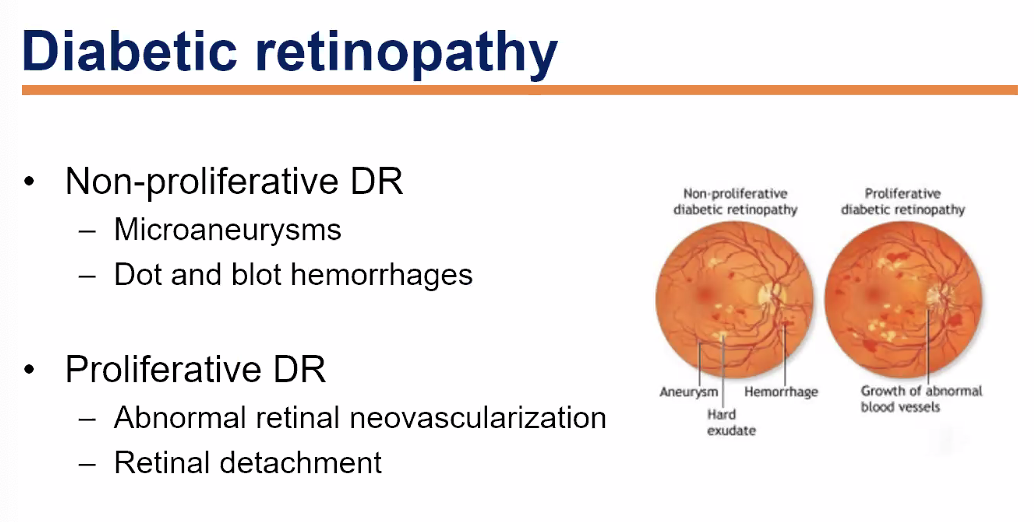 Diabetic retinopathy
• Non-proliferative DR
– Microaneurysms
– Dot and blot hemorrhages
• Proliferative DR
– Abnormal retinal neovascularization
– Retinal detachment
Non-proliferative
diabetic retinopathy
Proliferative
diabetic retinopathy
Aneurysm
Hemorrhage
Hard
exudate
Growth of abnormal
blood vessels